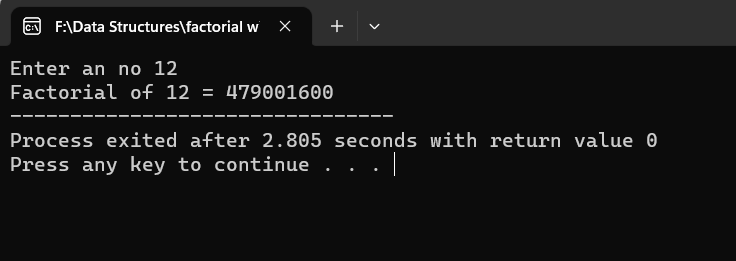 F:\Data Structures\factorial w
Enter an no 12
Factorial of 12 = 479001600
--------------------------------
Process exited after 2.805 seconds with return value 0
Press any key to continue . . .